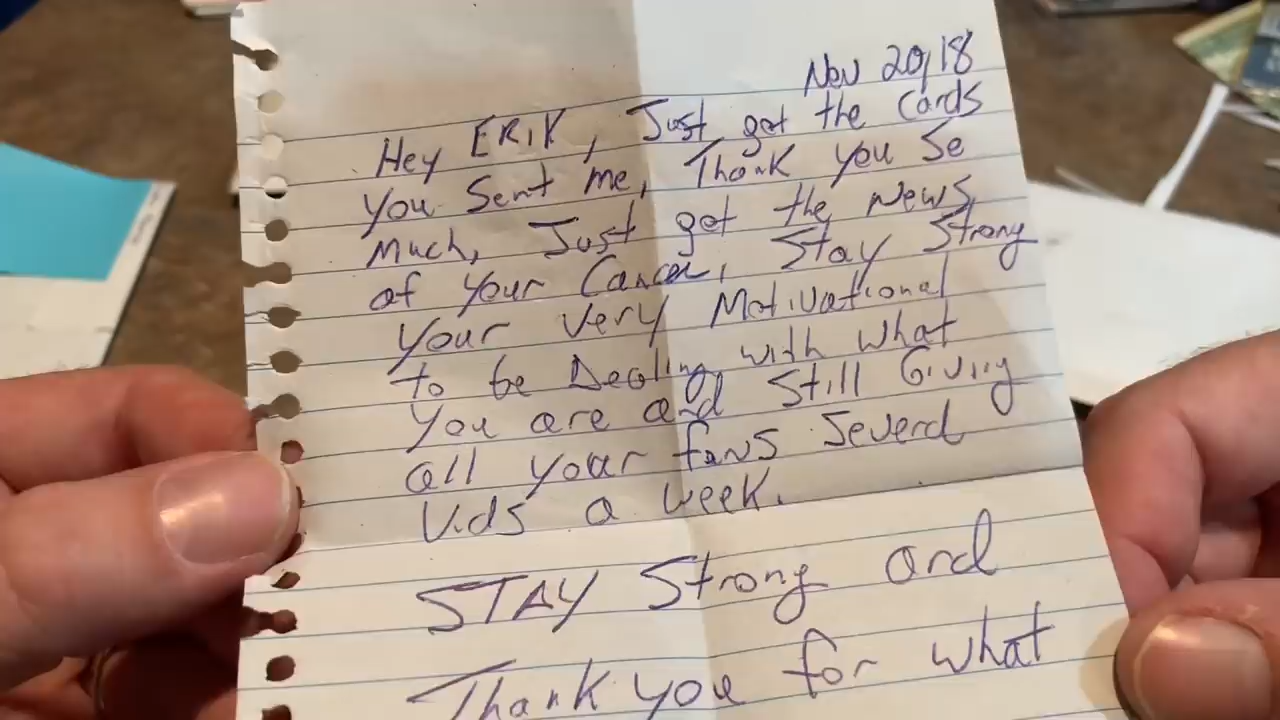 Nov 20/18
Hey ERIK, Just got the Cards
you Sent me, Thank you So
Much, Just got the News
of your Cancer, Stay Strong
your very Motivational
to be Dealing with what
you are and Still Giving
all your fans Several
Vids a week.
STAY Strong and
Thank you for what